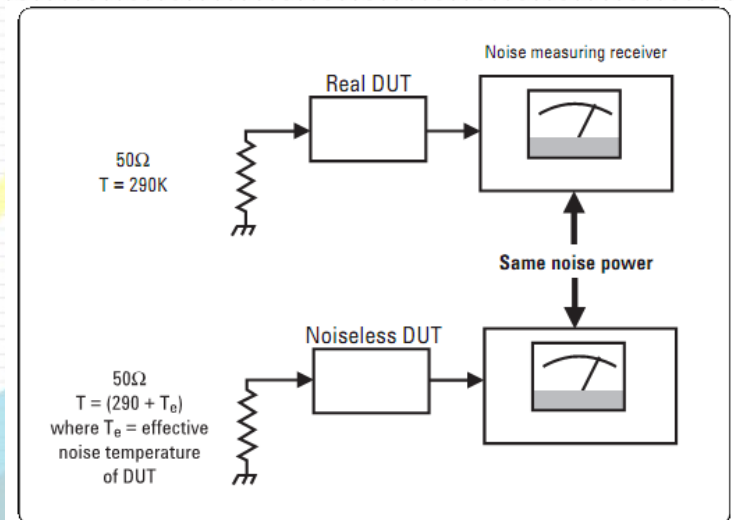 Noise measuring receiver
Real DUT
50Ω
T = 290K
Same noise power
Noiseless DUT
50Ω
T = (290 + Te)
where Te = effective
noise temperature
of DUT